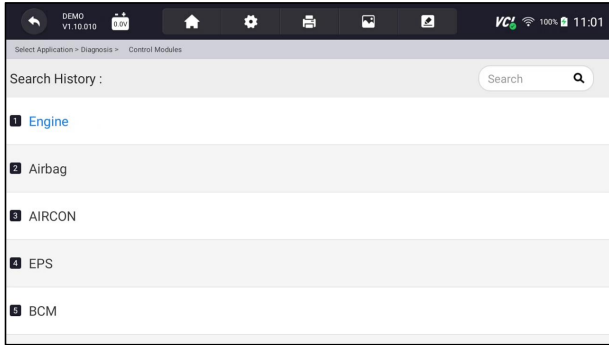 DEMO
V1.10.010
0.0V
VCI 100% 11:01
Select Application > Diagnosis > Control Modules
Search History :
Search
1 Engine
2 Airbag
3 AIRCON
4 EPS
5 BCM